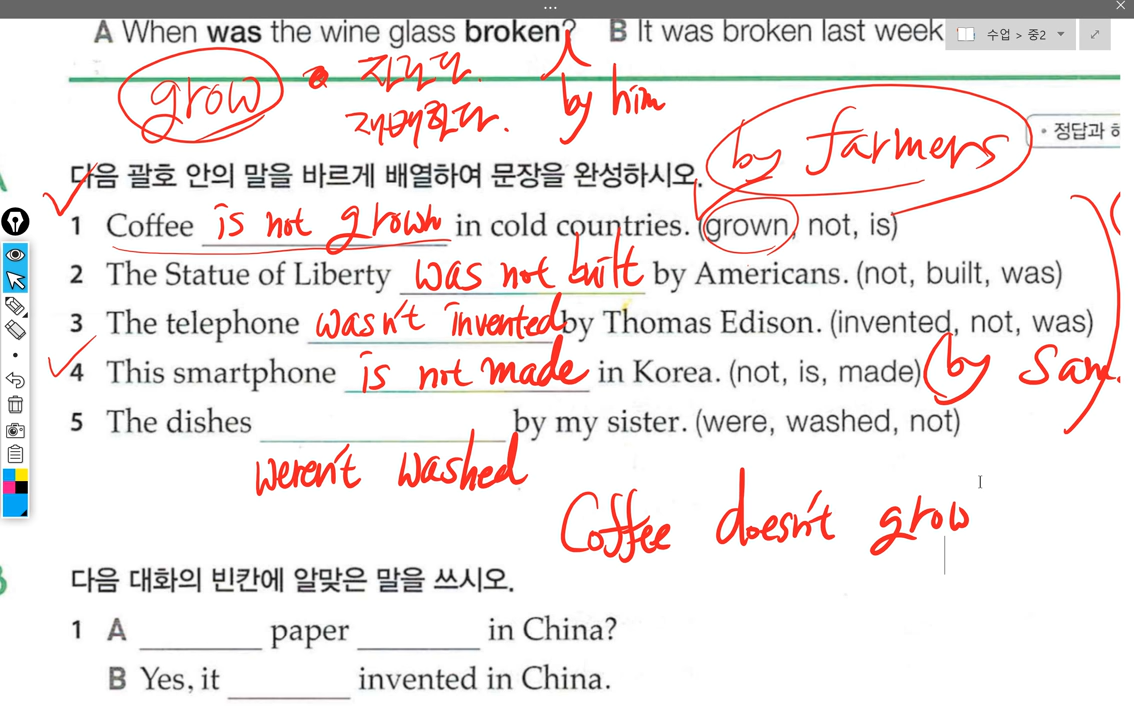 A When was the wine glass broken? B It was broken last week
수업 > 중2
grow 자라다.
재배하다.
by him
by farmers
• 정답과 해
다음 괄호 안의 말을 바르게 배열하여 문장을 완성하시오.
1 Coffee is not grown in cold countries. (grown, not, is)
2 The Statue of Liberty was not built by Americans. (not, built, was)
3 The telephone wasn't invented by Thomas Edison. (invented, not, was)
4 This smartphone is not made in Korea. (not, is, made) (by Sam.
5 The dishes by my sister. (were, washed, not)
weren't washed
Coffee doesn't grow
다음 대화의 빈칸에 알맞은 말을 쓰시오.
1 A paper in China?
B Yes, it invented in China.